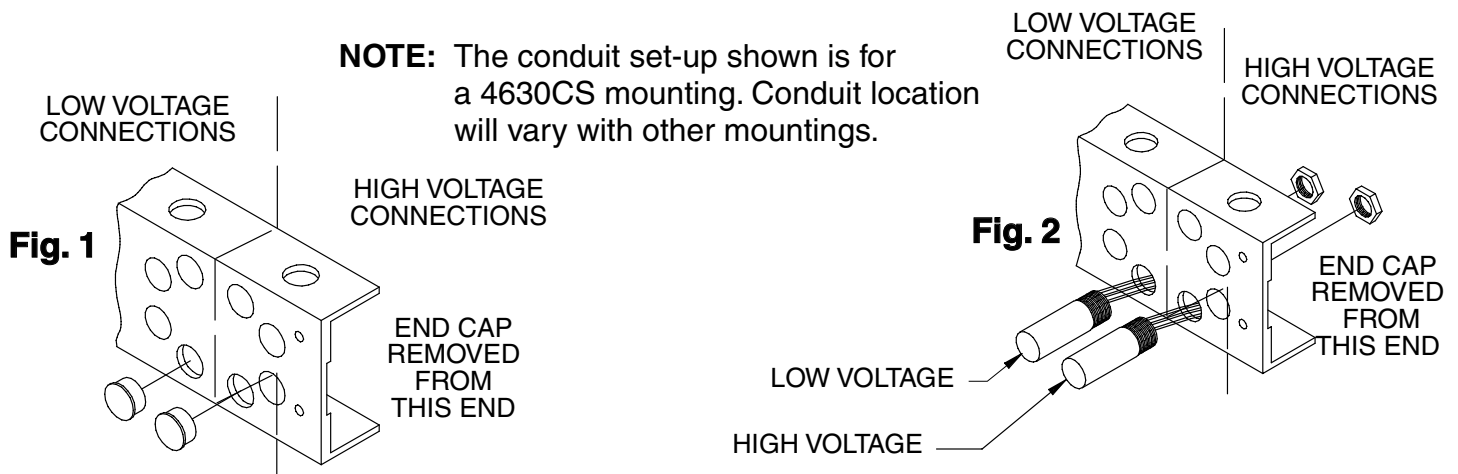 NOTE: The conduit set-up shown is for
a 4630CS mounting. Conduit location
will vary with other mountings.
LOW VOLTAGE
CONNECTIONS
HIGH VOLTAGE
CONNECTIONS
Fig. 1
END CAP
REMOVED
FROM
THIS END
LOW VOLTAGE
CONNECTIONS
HIGH VOLTAGE
CONNECTIONS
Fig. 2
END CAP
REMOVED
FROM
THIS END
LOW VOLTAGE
HIGH VOLTAGE